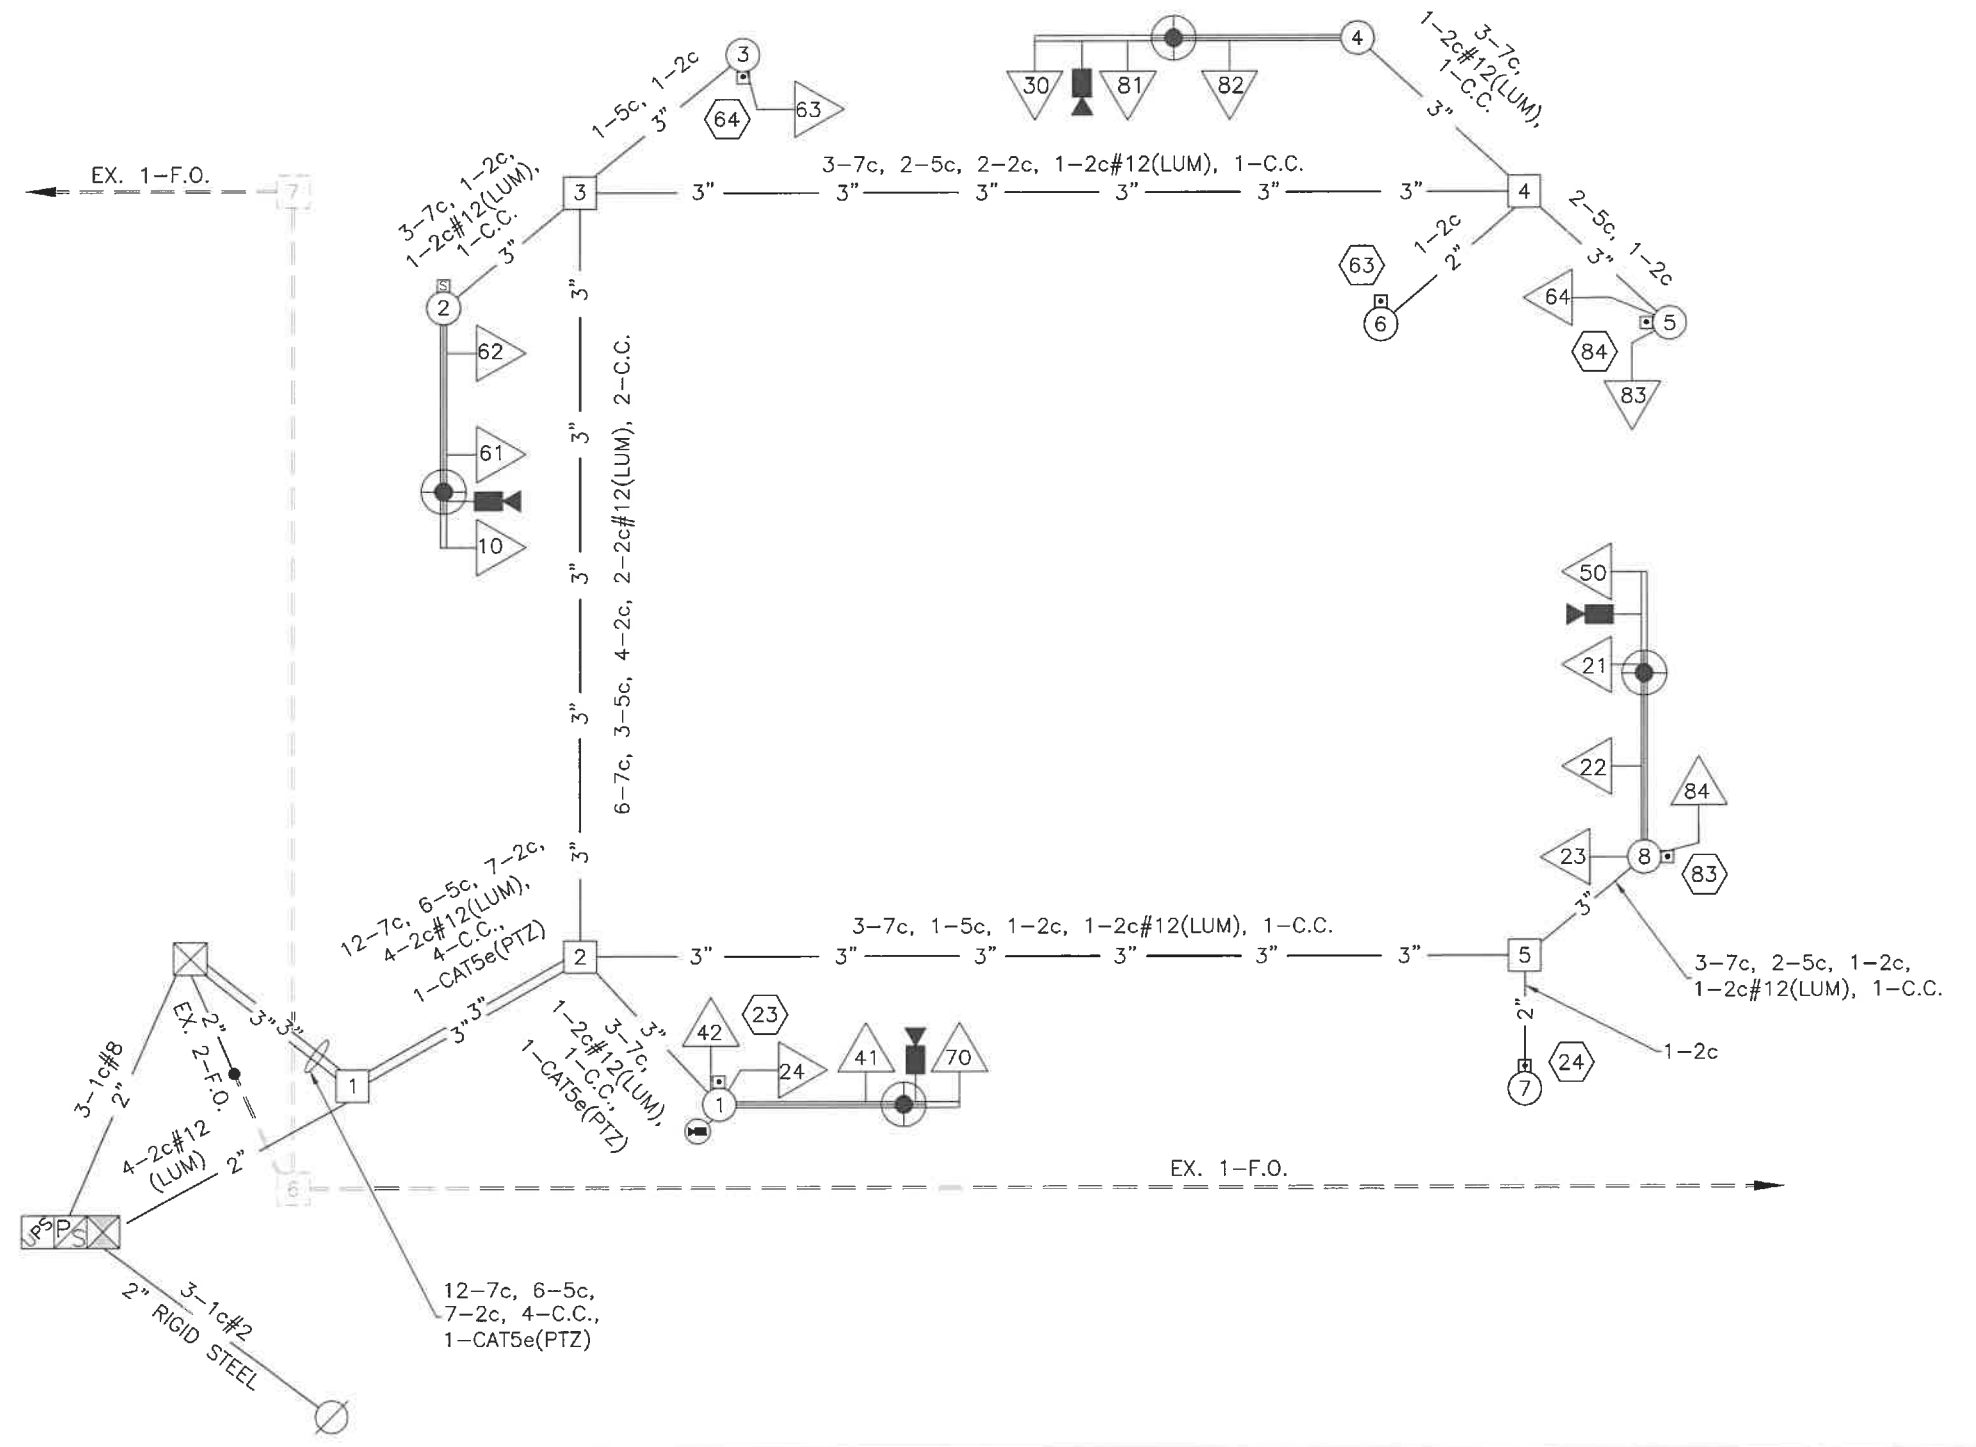 3
1-5c, 1-2c
3"
64
63
30
81
82
4
3-7c,
1-2c#12(LUM),
1-C.C.
3"
EX. 1-F.O.
7
3-7c, 1-2c,
1-2c#12(LUM),
1-C.C.
3"
3
3-7c, 2-5c, 2-2c, 1-2c#12(LUM), 1-C.C.
3" 3" 3" 3" 3" 3"
4
1-2c
2"
63
6
2-5c, 1-2c
3"
64
5
84
83
S
2
62
61
10
3" 3" 3" 3" 3"
6-7c, 3-5c, 4-2c, 2-2c#12(LUM), 2-C.C.
50
21
22
84
23
8
83
3"
3-7c, 2-5c, 1-2c,
1-2c#12(LUM), 1-C.C.
12-7c, 6-5c, 7-2c,
4-2c#12(LUM),
4-C.C.,
1-CAT5e(PTZ)
3" 3"
2
3-7c, 1-5c, 1-2c, 1-2c#12(LUM), 1-C.C.
3" 3" 3" 3" 3" 3"
5
2"
1-2c
24
7
3"
3-7c,
1-2c#12(LUM),
1-C.C.,
1-CAT5e(PTZ)
42
23
24
41
70
1
3" 3"
1
2"
EX. 2-F.O.
3-1c#8
2"
4-2c#12
(LUM)
2"
6
EX. 1-F.O.
UPS
P
S
12-7c, 6-5c,
7-2c, 4-C.C.,
1-CAT5e(PTZ)
3-1c#2
2" RIGID STEEL